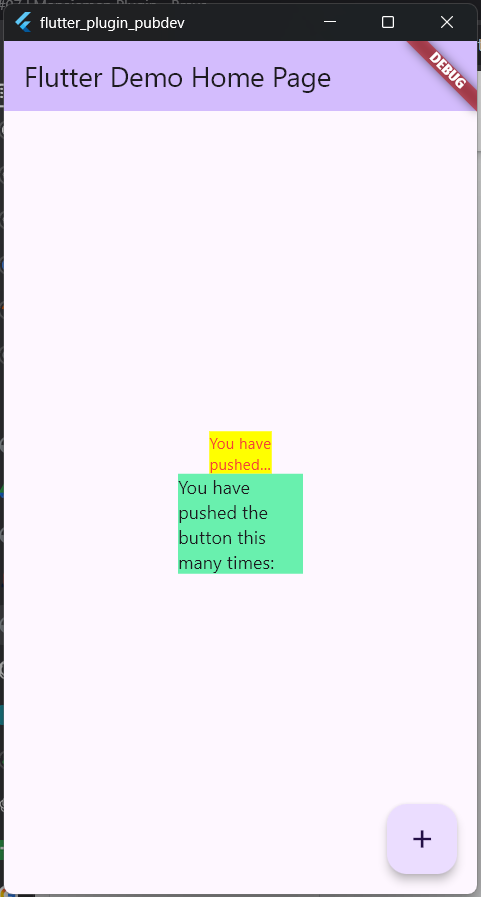 flutter_plugin_pubdev
Flutter Demo Home Page
DEBUG
You have
pushed...
You have
pushed the
button this
many times:
+